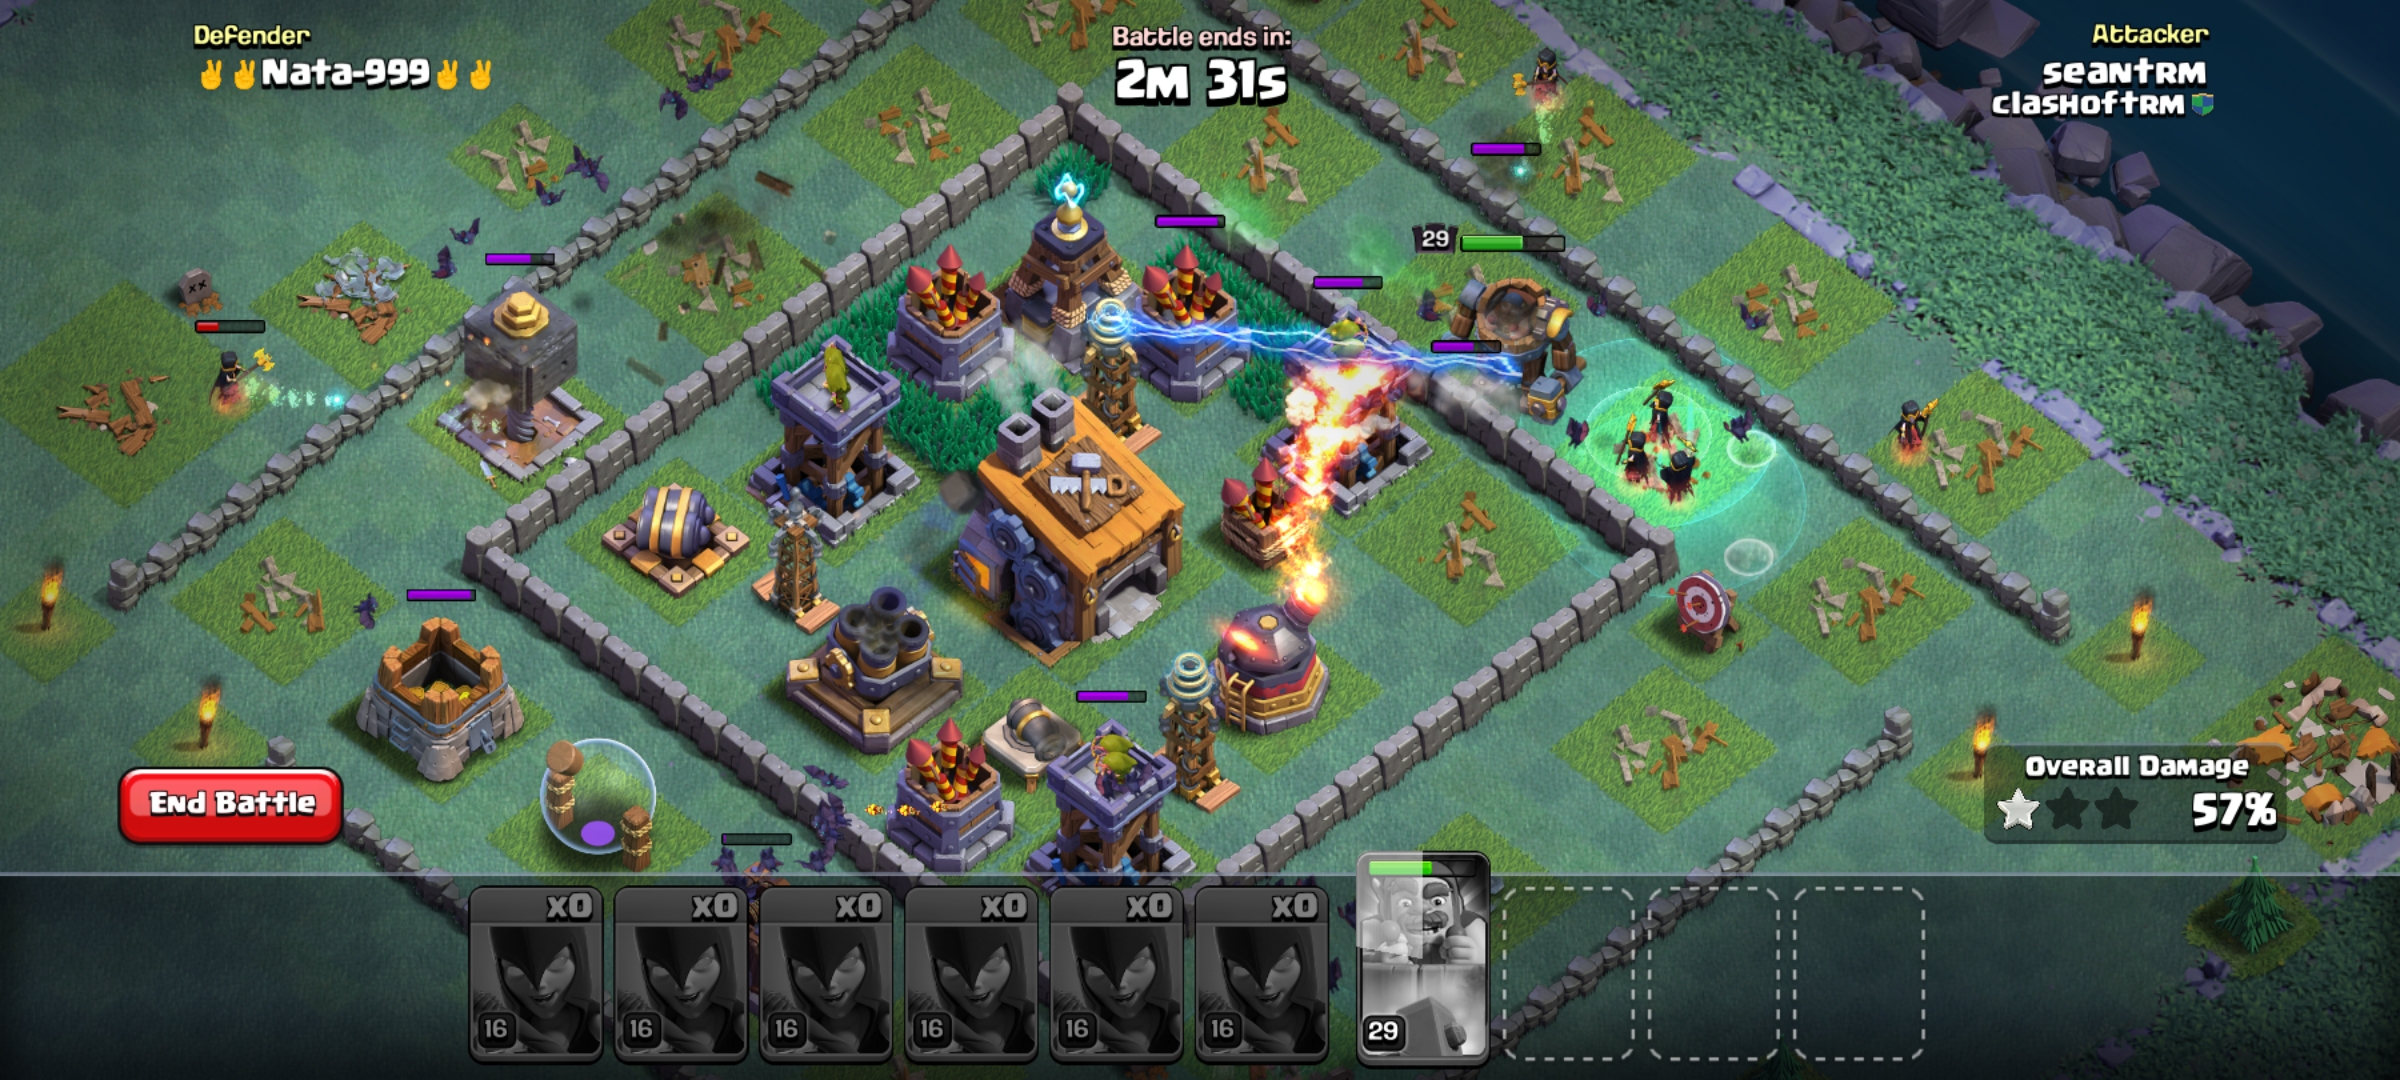 Defender
✌✌Nata-999✌✌
Battle ends in:
2M 31s
Attacker
seantRM
clashoftRM
29
xx
End Battle
Overall Damage
57%
x0 x0 x0 x0 x0 x0
16 16 16 16 16 16 29